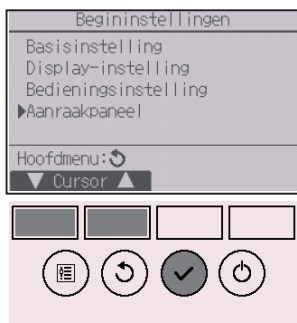 Begininstellingen
Basisinstelling
Display-instelling
Bedieningsinstelling
▶Aanraakpaneel
Hoofdmenu:↺
▼ Cursor ▲